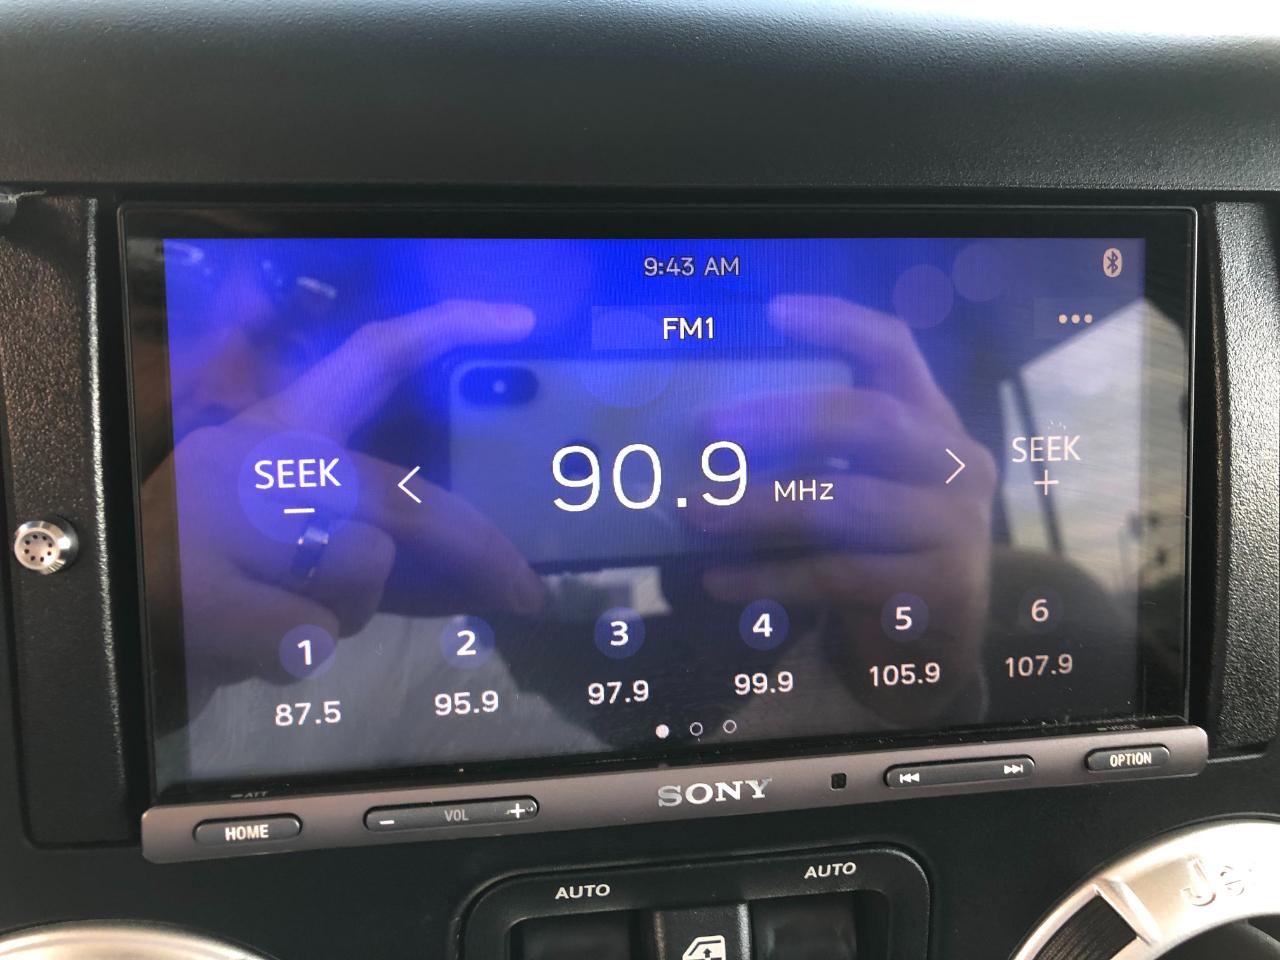 9:43 AM
FM1
•••
SEEK
−
<
90.9 MHz
>
SEEK
+
1
2
3
4
5
6
87.5
95.9
97.9
99.9
105.9
107.9
ATT
HOME
− VOL +
SONY
OPTION
AUTO
AUTO